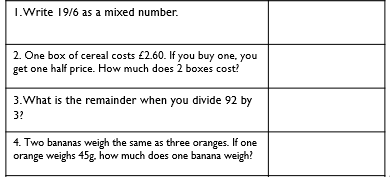 1.Write 19/6 as a mixed number.
2. One box of cereal costs £2.60. If you buy one, you
get one half price. How much does 2 boxes cost?
3.What is the remainder when you divide 92 by
3?
4. Two bananas weigh the same as three oranges. If one
orange weighs 45g, how much does one banana weigh?